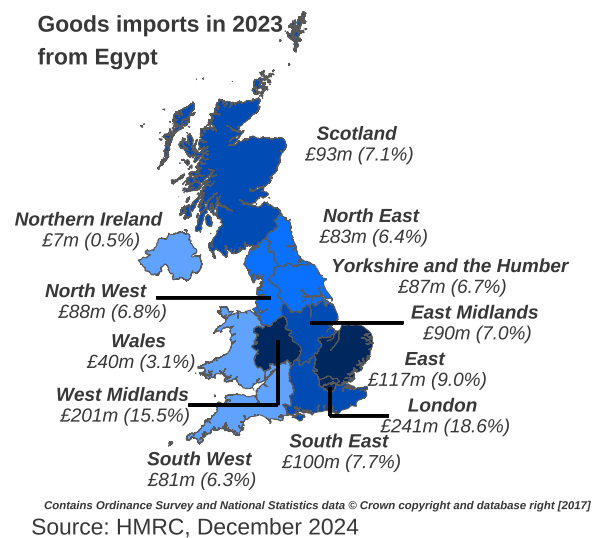 Goods imports in 2023
from Egypt
Scotland
£93m (7.1%)
Northern Ireland
£7m (0.5%)
North East
£83m (6.4%)
Yorkshire and the Humber
£87m (6.7%)
North West
£88m (6.8%)
East Midlands
£90m (7.0%)
Wales
£40m (3.1%)
East
£117m (9.0%)
West Midlands
£201m (15.5%)
London
£241m (18.6%)
South East
£100m (7.7%)
South West
£81m (6.3%)
Contains Ordinance Survey and National Statistics data © Crown copyright and database right [2017]
Source: HMRC, December 2024